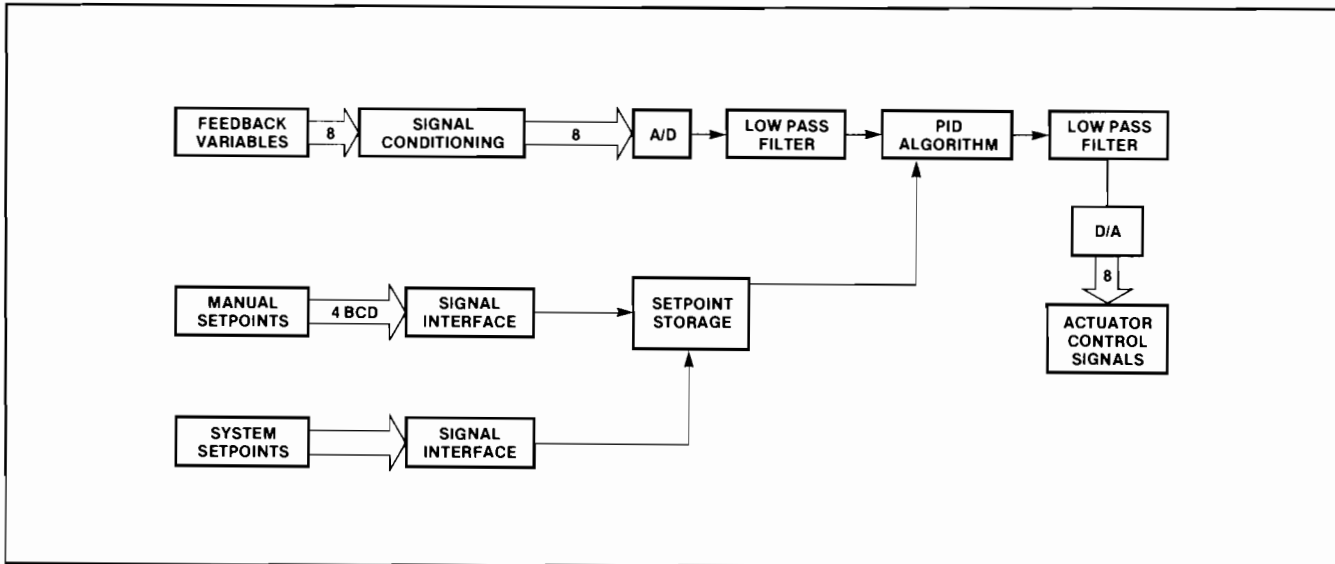 FEEDBACK
VARIABLES
8
SIGNAL
CONDITIONING
8
A/D
LOW PASS
FILTER
PID
ALGORITHM
LOW PASS
FILTER
D/A
8
ACTUATOR
CONTROL
SIGNALS
MANUAL
SETPOINTS
4 BCD
SIGNAL
INTERFACE
SETPOINT
STORAGE
SYSTEM
SETPOINTS
SIGNAL
INTERFACE